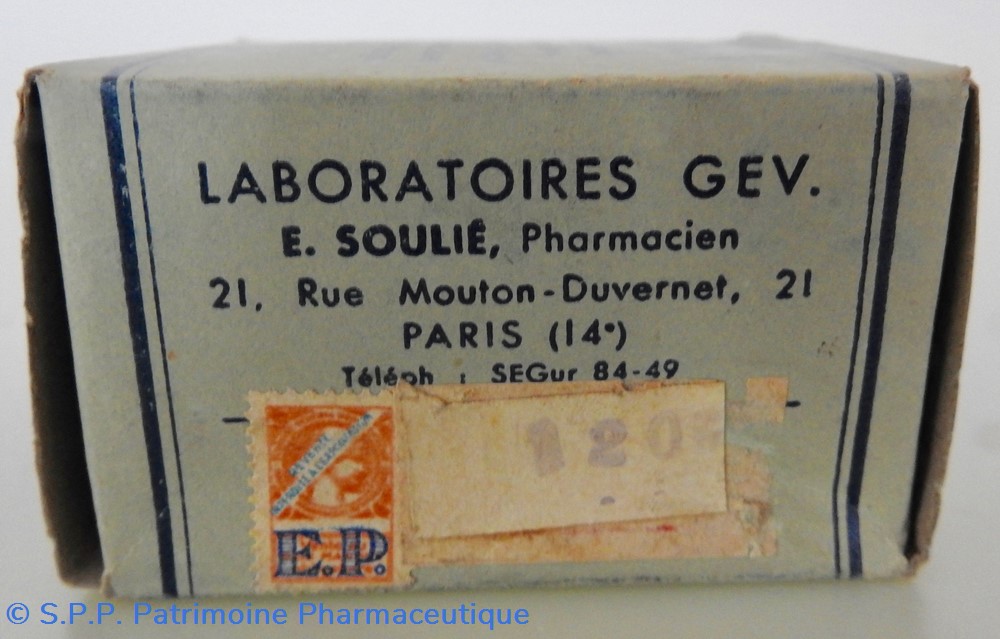 LABORATOIRES GEV.
E. SOULIÉ, Pharmacien
21, Rue Mouton-Duvernet, 21
PARIS (14e)
Téléph : SEGur 84-49
120
E.P.
© S.P.P. Patrimoine Pharmaceutique